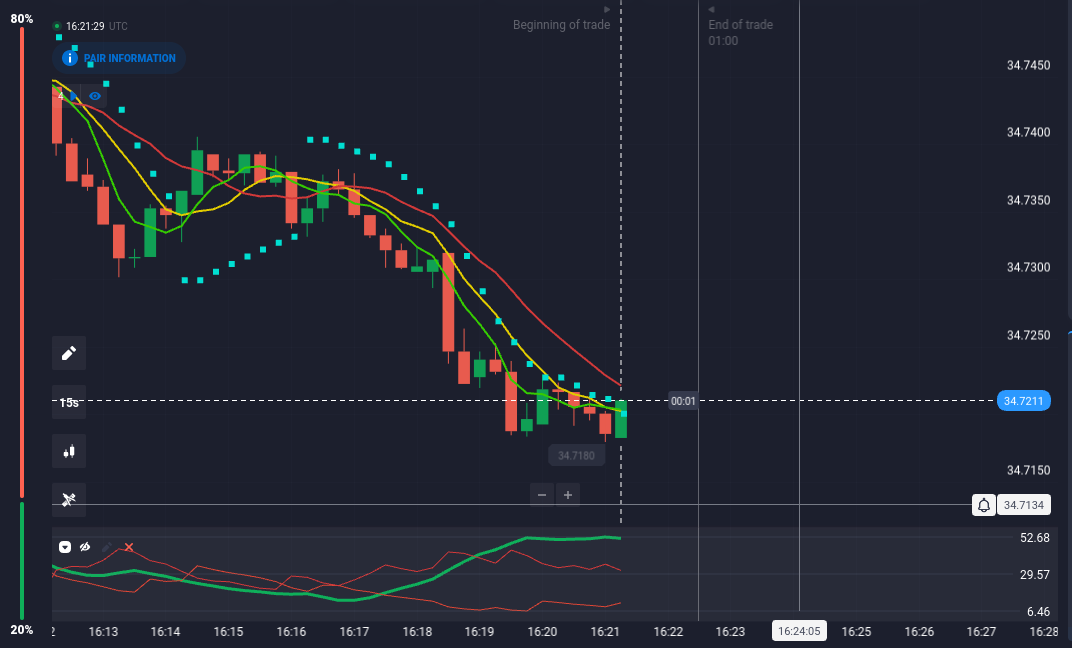 80%
16:21:29 UTC
Beginning of trade
End of trade
01:00
PAIR INFORMATION
4
34.7450
34.7400
34.7350
34.7300
34.7250
15s
00:01
34.7211
34.7180
34.7150
34.7134
52.68
29.57
6.46
20%
2 16:13 16:14 16:15 16:16 16:17 16:18 16:19 16:20 16:21 16:22 16:23 16:24:05 16:25 16:26 16:27 16:28